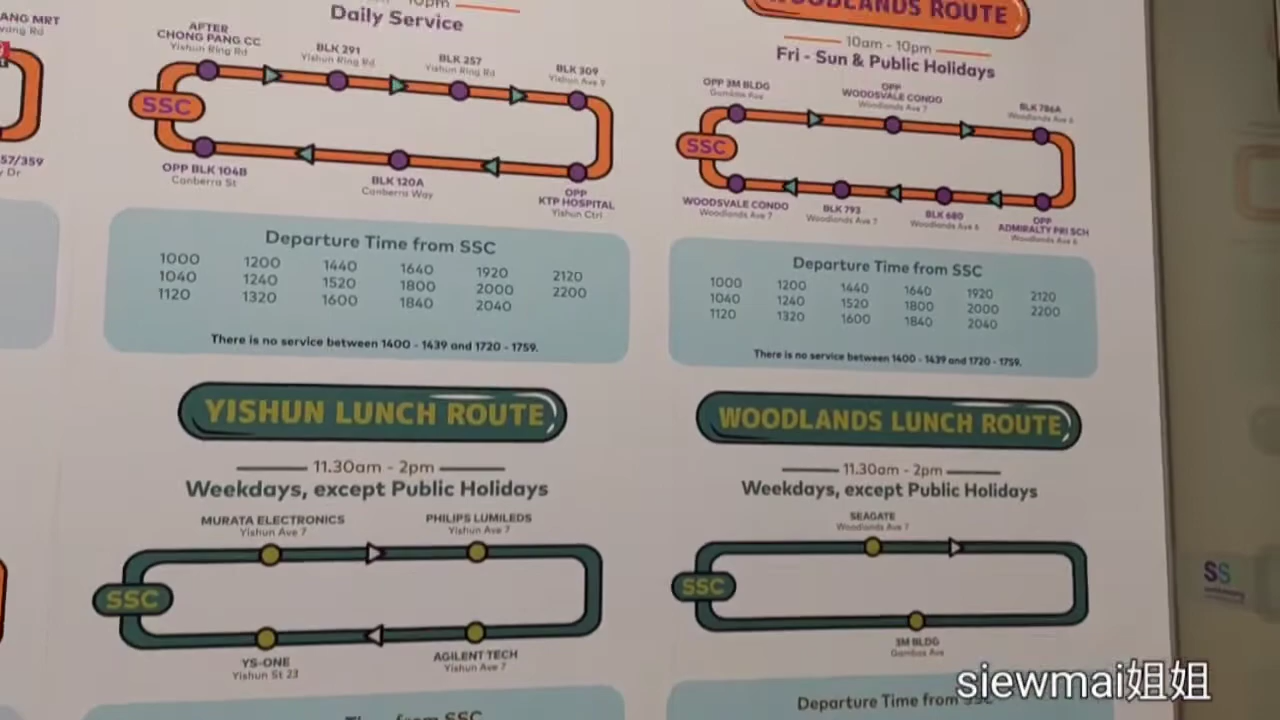 ANG MRT
57/359
10pm
Daily Service
AFTER
CHONG PANG CC
Yishun Ring Rd
BLK 291
Yishun Ring Rd
BLK 257
Yishun Ring Rd
BLK 309
Yishun Ave 9
SSC
OPP BLK 104B
Canberra St
BLK 120A
Canberra Way
OPP
KTP HOSPITAL
Yishun Ctrl
Departure Time from SSC
1000 1200 1440 1640 1920 2120
1040 1240 1520 1800 2000 2200
1120 1320 1600 1840 2040
There is no service between 1400 - 1439 and 1720 - 1759.
WOODLANDS ROUTE
10am - 10pm
Fri - Sun & Public Holidays
OPP 3M BLDG
Gambas Ave
OPP
WOODSVALE CONDO
Woodlands Ave 7
BLK 786A
Woodlands Ave 6
SSC
WOODSVALE CONDO
Woodlands Ave 7
BLK 793
Woodlands Ave 7
BLK 680
Woodlands Ave 6
OPP
ADMIRALTY PRI SCH
Woodlands Ave 6
Departure Time from SSC
1000 1200 1440 1640 1920 2120
1040 1240 1520 1800 2000 2200
1120 1320 1600 1840 2040
There is no service between 1400 - 1439 and 1720 - 1759.
YISHUN LUNCH ROUTE
11.30am - 2pm
Weekdays, except Public Holidays
MURATA ELECTRONICS
Yishun Ave 7
PHILIPS LUMILEDS
Yishun Ave 7
SSC
YS-ONE
Yishun St 23
AGILENT TECH
Yishun Ave 7
from SSC
WOODLANDS LUNCH ROUTE
11.30am - 2pm
Weekdays, except Public Holidays
SEAGATE
Woodlands Ave 7
SSC
3M BLDG
Gambas Ave
Departure Time from SSC
SS
siewmai姐姐